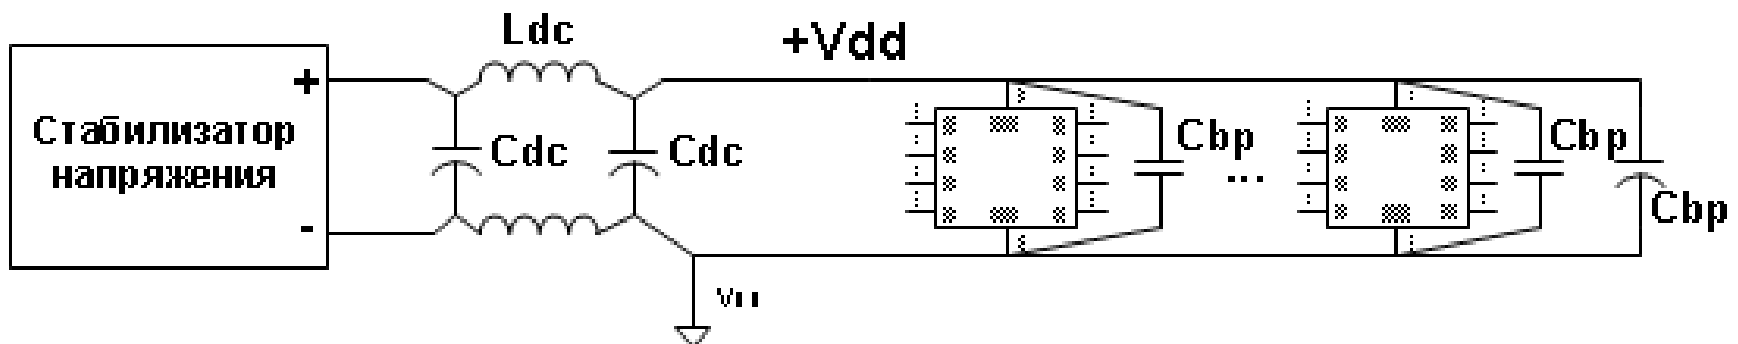 Ldc
+Vdd
+
Стабилизатор
напряжения
Cdc
Cdc
Cbp
...
Cbp
Cbp
-